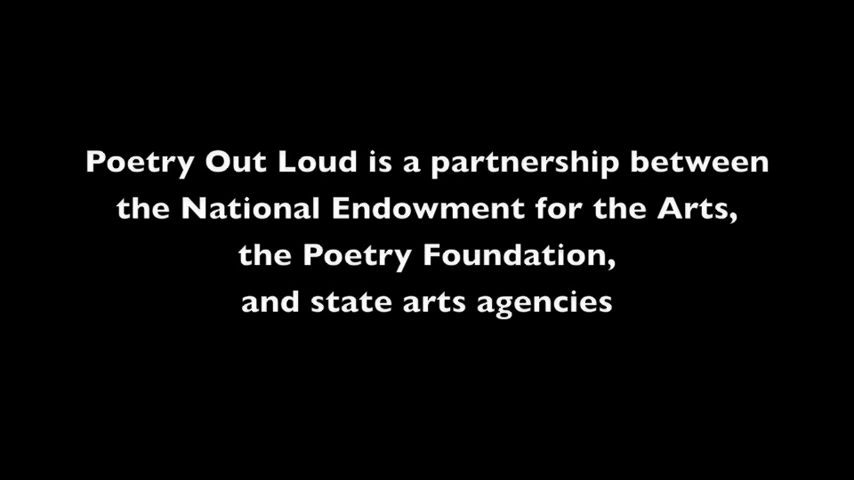 Poetry Out Loud is a partnership between
the National Endowment for the Arts,
the Poetry Foundation,
and state arts agencies